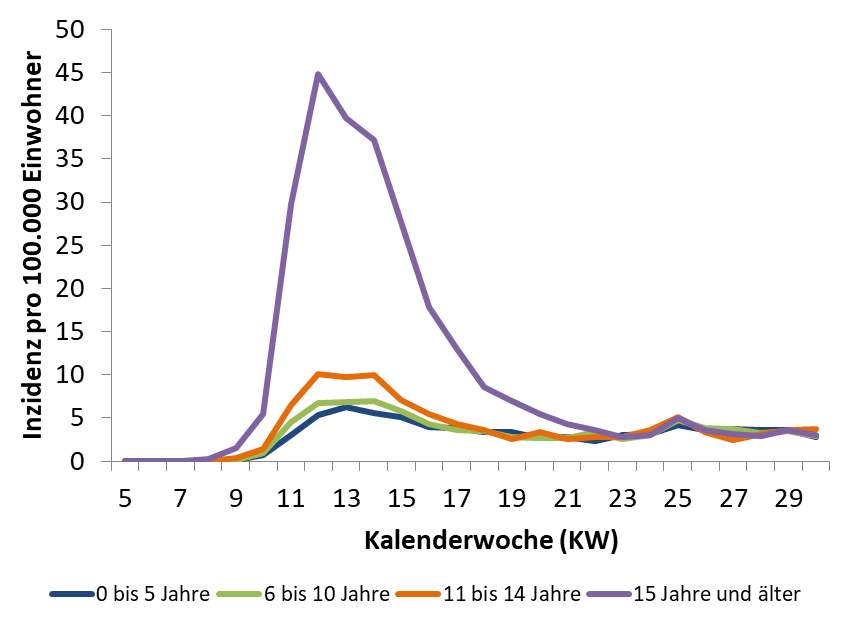 50
45
40
35
30
25
20
15
10
5
0
Inzidenz pro 100.000 Einwohner
5 7 9 11 13 15 17 19 21 23 25 27 29
Kalenderwoche (KW)
0 bis 5 Jahre 6 bis 10 Jahre 11 bis 14 Jahre 15 Jahre und älter